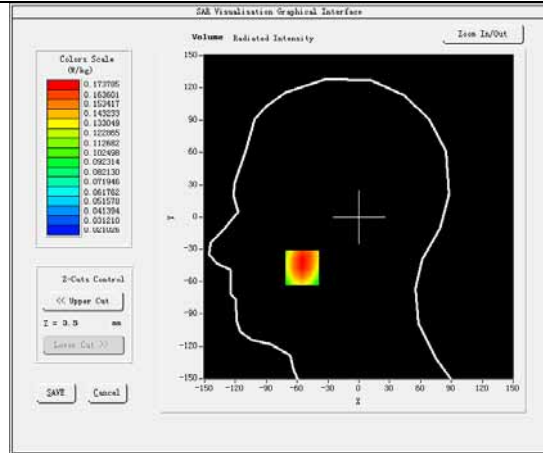 SAR Visualisation Graphical Interface
Volume Radiated Intensity
Zoom In/Out
Colors Scale
(W/kg)
0.173785
0.163601
0.153417
0.143233
0.133049
0.122865
0.112682
0.102498
0.092314
0.082130
0.071946
0.061762
0.051578
0.041394
0.031210
0.021026
Z-Cuts Control
<< Upper Cut
Z = 3.5 mm
Lower Cut >>
SAVE Cancel
150-
120-
90-
60-
30-
0-
-30-
-60-
-90-
-120-
-150-
Y
-150 -120 -90 -60 -30 0 30 60 90 120 150